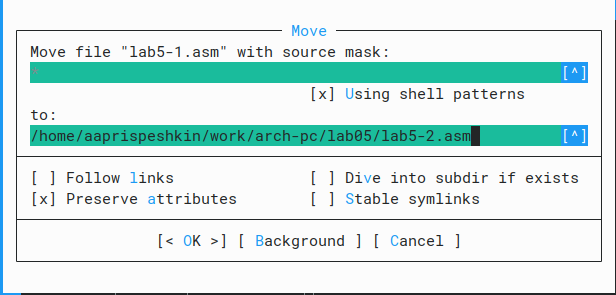 Move
Move file "lab5-1.asm" with source mask:
* [^]
[x] Using shell patterns
to:
/home/aaprispeshkin/work/arch-pc/lab05/lab5-2.asm [^]
[ ] Follow links [ ] Dive into subdir if exists
[x] Preserve attributes [ ] Stable symlinks
[< OK >] [ Background ] [ Cancel ]